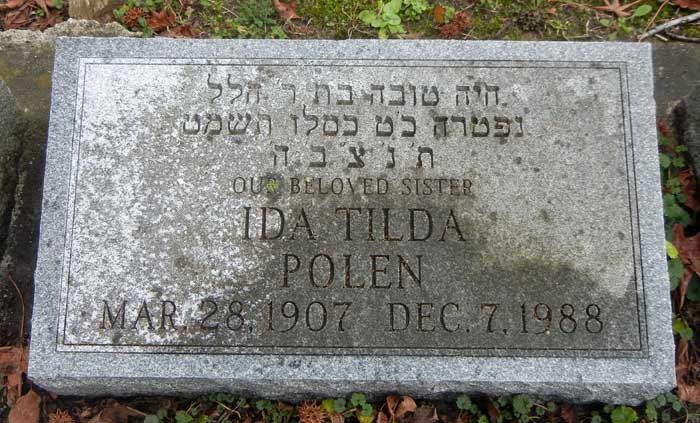 חיה טובה בת ר' הלל
נפטרה כ'ט כסלו תשמט
ת' נ' צ' ב' ה
OUR BELOVED SISTER
IDA TILDA
POLEN
MAR. 28, 1907 DEC. 7, 1988